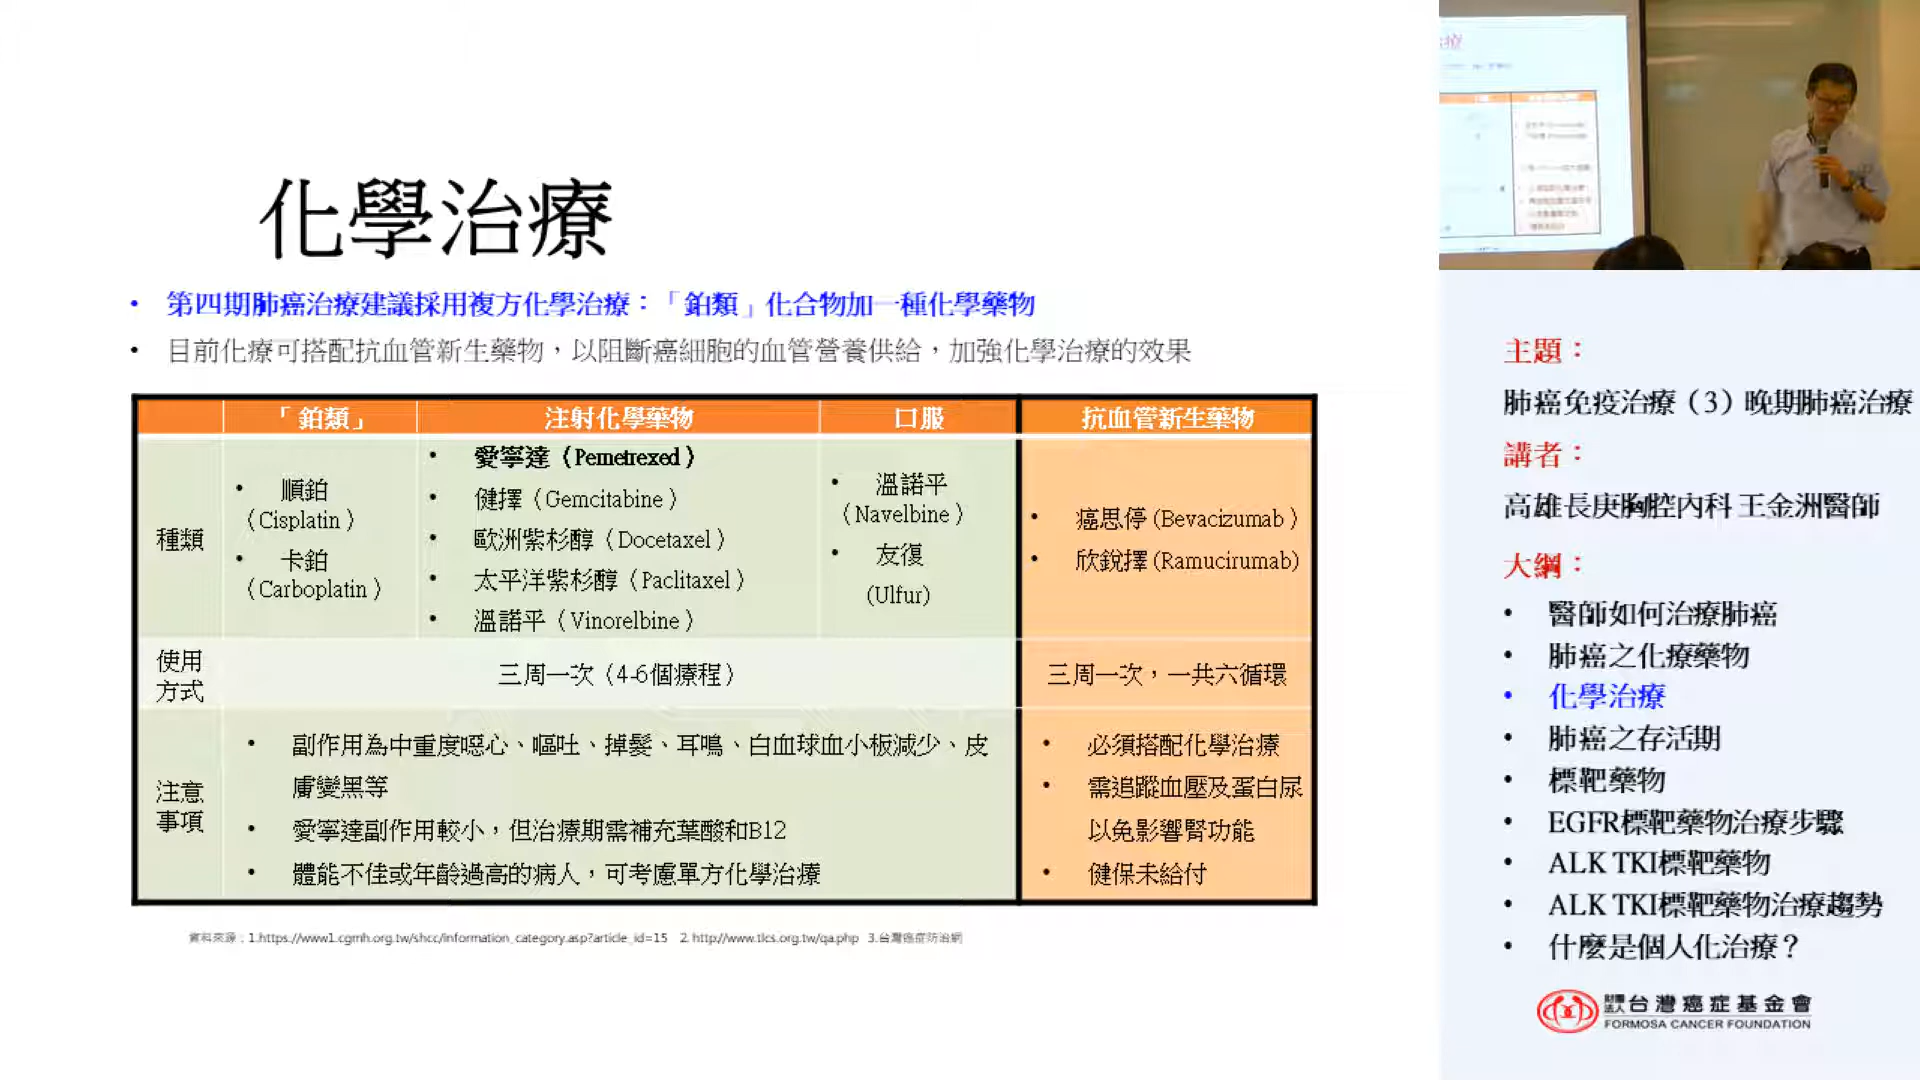 化學治療
• 第四期肺癌治療建議採用複方化學治療：「鉑類」化合物加一種化學藥物
• 目前化療可搭配抗血管新生藥物，以阻斷癌細胞的血管營養供給，加強化學治療的效果
「鉑類」 注射化學藥物 口服 抗血管新生藥物
種類
• 順鉑
（Cisplatin）
• 卡鉑
（Carboplatin）
• 愛寧達（Pemetrexed）
• 健擇（Gemcitabine）
• 歐洲紫杉醇（Docetaxel）
• 太平洋紫杉醇（Paclitaxel）
• 溫諾平（Vinorelbine）
• 溫諾平
（Navelbine）
• 友復
(Ulfur)
• 癌思停 (Bevacizumab）
• 欣銳擇 (Ramucirumab)
使用
方式
三周一次（4-6個療程）
三周一次，一共六循環
注意
事項
• 副作用為中重度噁心、嘔吐、掉髮、耳鳴、白血球血小板減少、皮
膚變黑等
• 愛寧達副作用較小，但治療期需補充葉酸和B12
• 體能不佳或年齡過高的病人，可考慮單方化學治療
• 必須搭配化學治療
• 需追蹤血壓及蛋白尿
以免影響腎功能
• 健保未給付
資料來源：1.https://www1.cgmh.org.tw/shcc/information_category.asp?article_id=15 2. http://www.tlcs.org.tw/qa.php 3.台灣癌症防治網
主題：
肺癌免疫治療（3）晚期肺癌治療
講者：
高雄長庚胸腔內科 王金洲醫師
大綱：
• 醫師如何治療肺癌
• 肺癌之化療藥物
• 化學治療
• 肺癌之存活期
• 標靶藥物
• EGFR標靶藥物治療步驟
• ALK TKI標靶藥物
• ALK TKI標靶藥物治療趨勢
• 什麼是個人化治療？
財團法人台灣癌症基金會
FORMOSA CANCER FOUNDATION